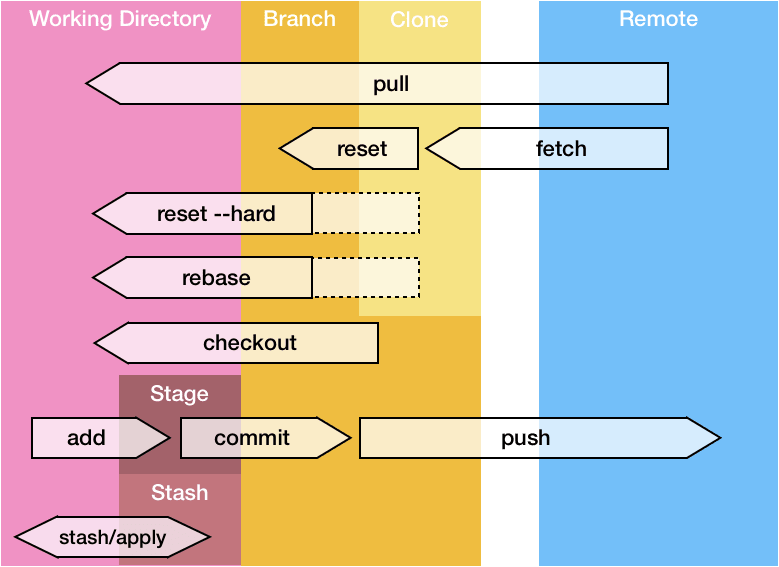 Working Directory
Branch
Clone
Remote
pull
reset
fetch
reset --hard
rebase
checkout
Stage
add
commit
push
Stash
stash/apply